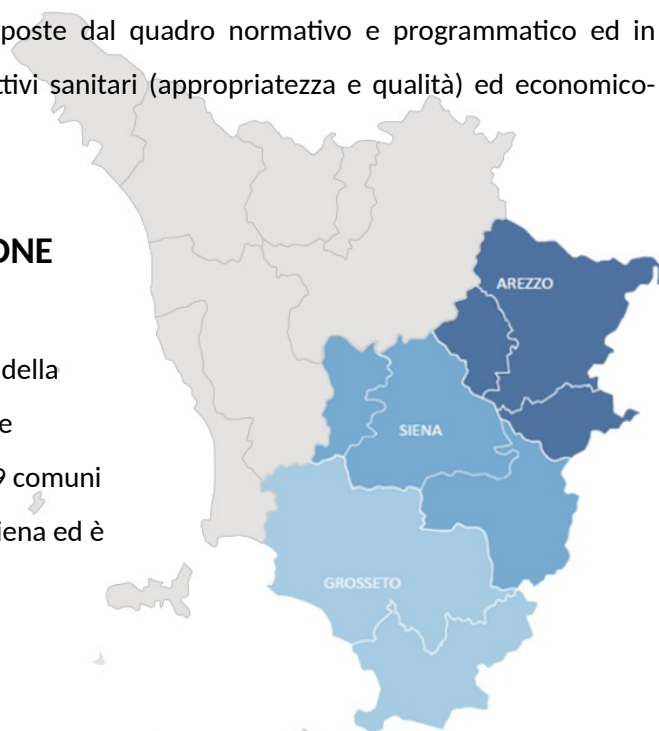 poste dal quadro normativo e programmatico ed in
ttivi sanitari (appropriatezza e qualità) ed economico-
ONE
della
e
9 comuni
iena ed è
AREZZO
SIENA
GROSSETO